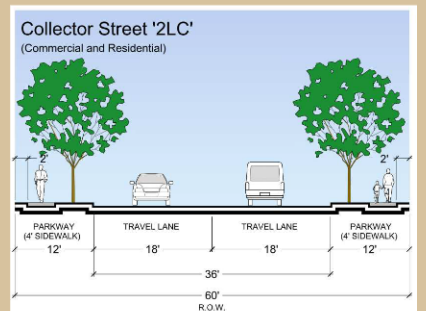 Collector Street '2LC'
(Commercial and Residential)
2' 2'
PARKWAY TRAVEL LANE TRAVEL LANE PARKWAY
(4' SIDEWALK) (4' SIDEWALK)
12' 18' 18' 12'
36'
60'
R.O.W.